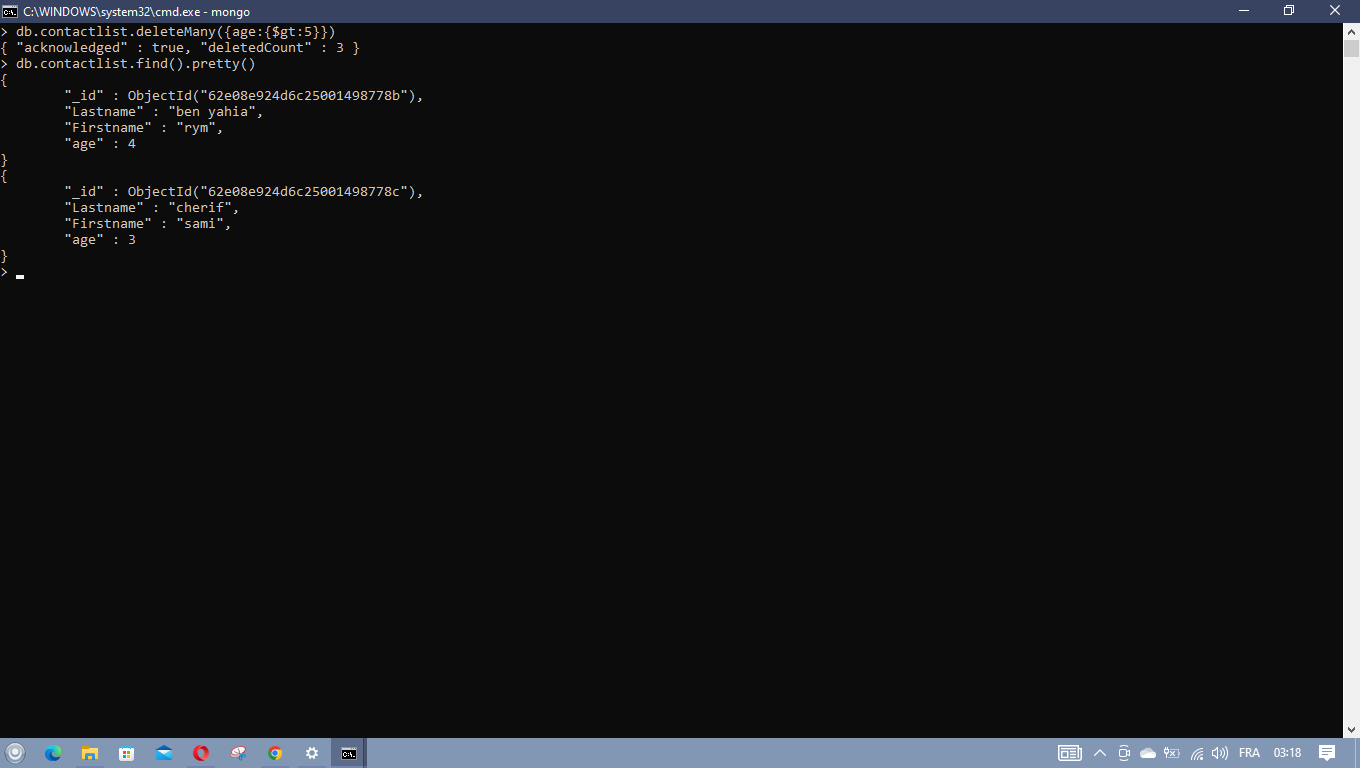 C:\WINDOWS\system32\cmd.exe - mongo
> db.contactlist.deleteMany({age:{$gt:5}})
{ "acknowledged" : true, "deletedCount" : 3 }
> db.contactlist.find().pretty()
{
        "_id" : ObjectId("62e08e924d6c25001498778b"),
        "Lastname" : "ben yahia",
        "Firstname" : "rym",
        "age" : 4
}
{
        "_id" : ObjectId("62e08e924d6c25001498778c"),
        "Lastname" : "cherif",
        "Firstname" : "sami",
        "age" : 3
}
>
FRA 03:18